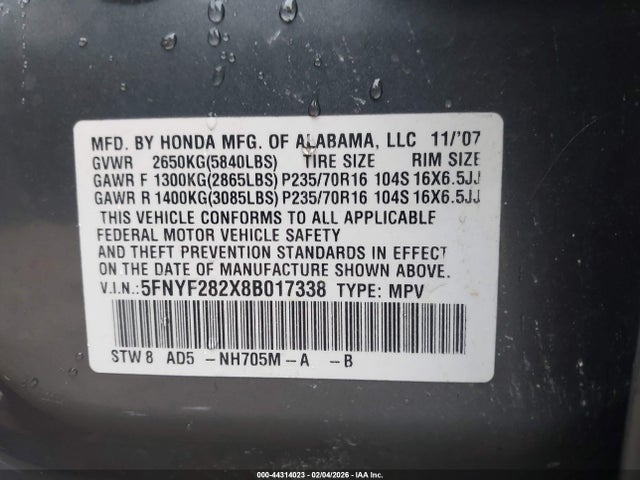 MFD. BY HONDA MFG. OF ALABAMA, LLC 11/'07
GVWR 2650KG(5840LBS) TIRE SIZE RIM SIZE
GAWR F 1300KG(2865LBS) P235/70R16 104S 16X6.5JJ
GAWR R 1400KG(3085LBS) P235/70R16 104S 16X6.5JJ
THIS VEHICLE CONFORMS TO ALL APPLICABLE
FEDERAL MOTOR VEHICLE SAFETY
AND THEFT PREVENTION STANDARDS IN EFFECT
ON THE DATE OF MANUFACTURE SHOWN ABOVE.
V.I.N.: 5FNYF282X8B017338 TYPE: MPV
STW8 AD5 -NH705M-A -B
000-44314023 - 02/04/2026 - IAAI, Inc.